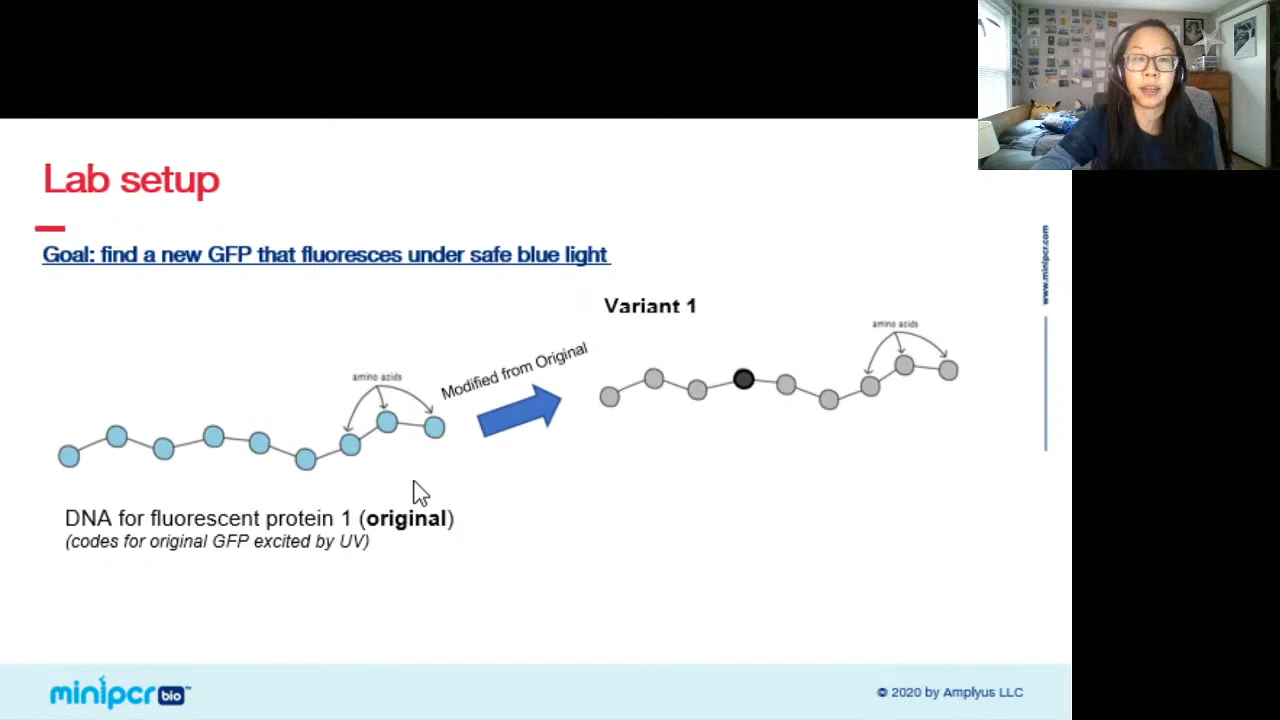 Lab setup
Goal: find a new GFP that fluoresces under safe blue light
www.minipcr.com
Variant 1
amino acids
Modified from Original
amino acids
DNA for fluorescent protein 1 (original)
(codes for original GFP excited by UV)
minipcr bio™
© 2020 by Amplyus LLC